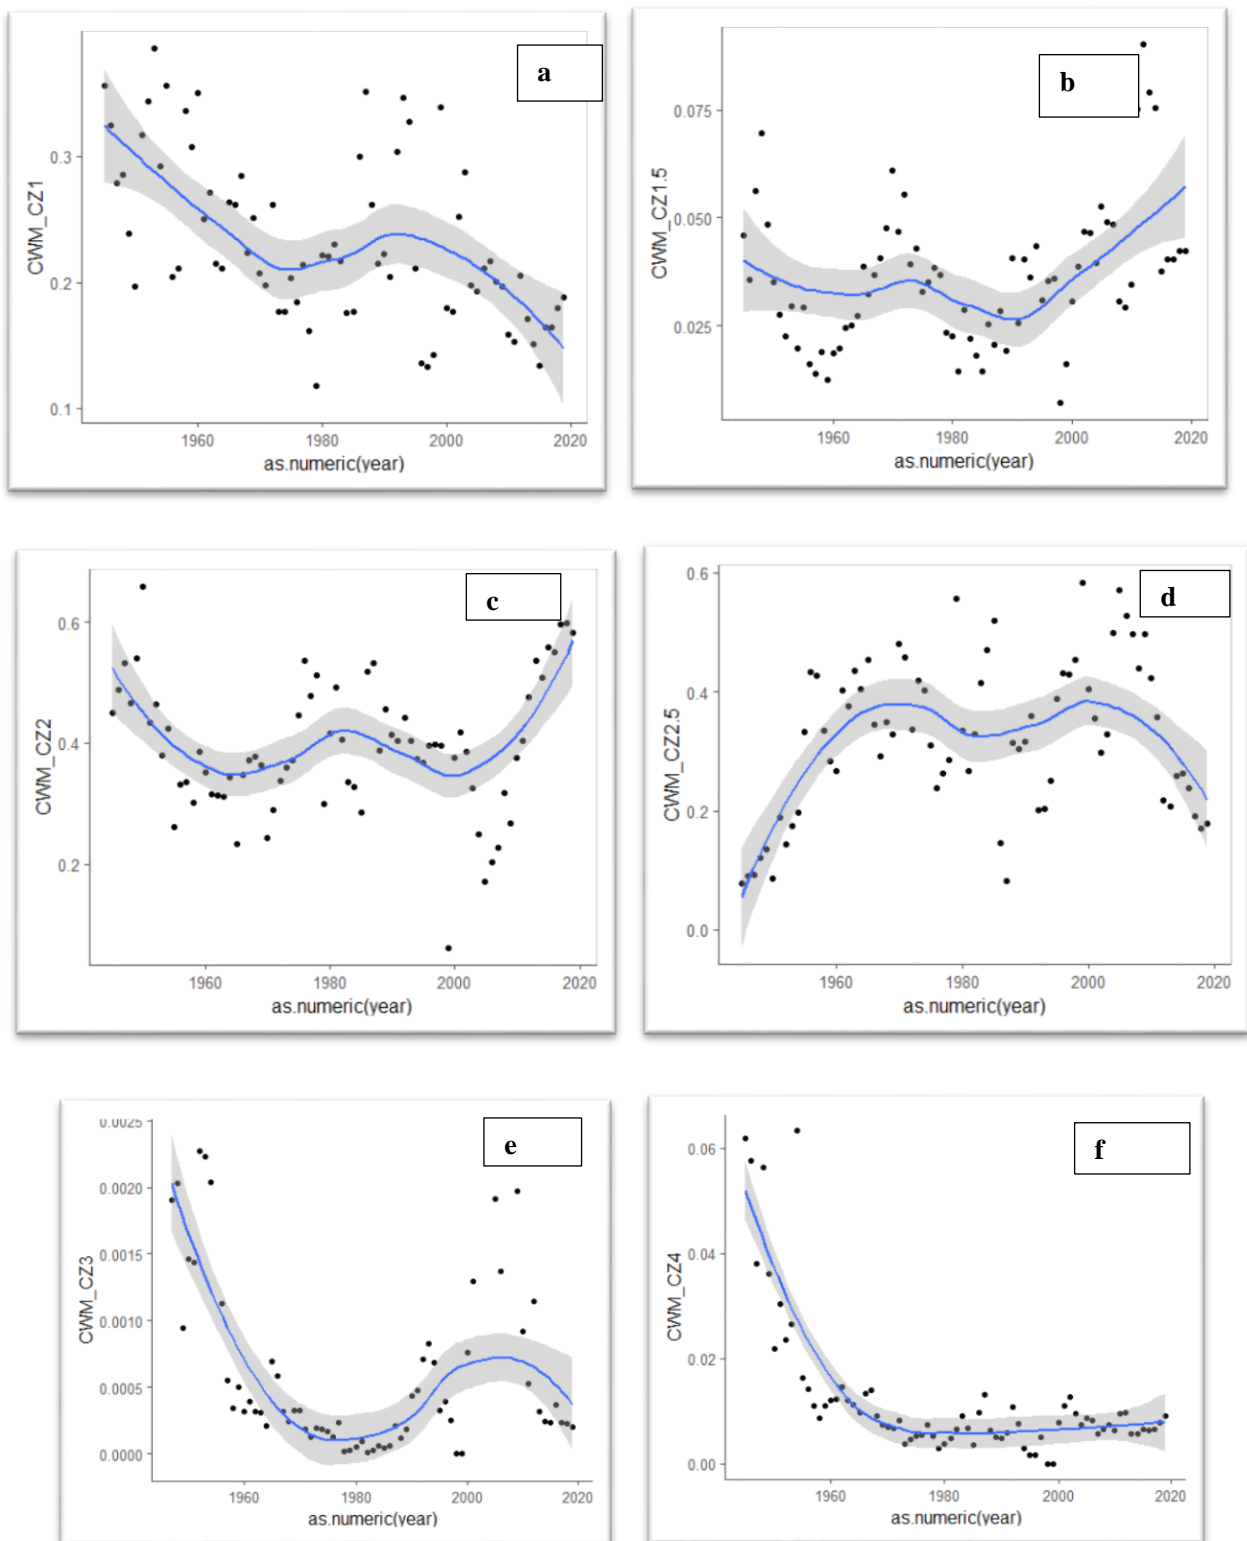 a
CWM_CZ1
0.3
0.2
0.1
1960 1980 2000 2020
as.numeric(year)
b
CWM_CZ1.5
0.075
0.050
0.025
1960 1980 2000 2020
as.numeric(year)
c
CWM_CZ2
0.6
0.4
0.2
1960 1980 2000 2020
as.numeric(year)
d
CWM_CZ2.5
0.6
0.4
0.2
0.0
1960 1980 2000 2020
as.numeric(year)
e
CWM_CZ3
0.0025
0.0020
0.0015
0.0010
0.0005
0.0000
1960 1980 2000 2020
as.numeric(year)
f
CWM_CZ4
0.06
0.04
0.02
0.00
1960 1980 2000 2020
as.numeric(year)